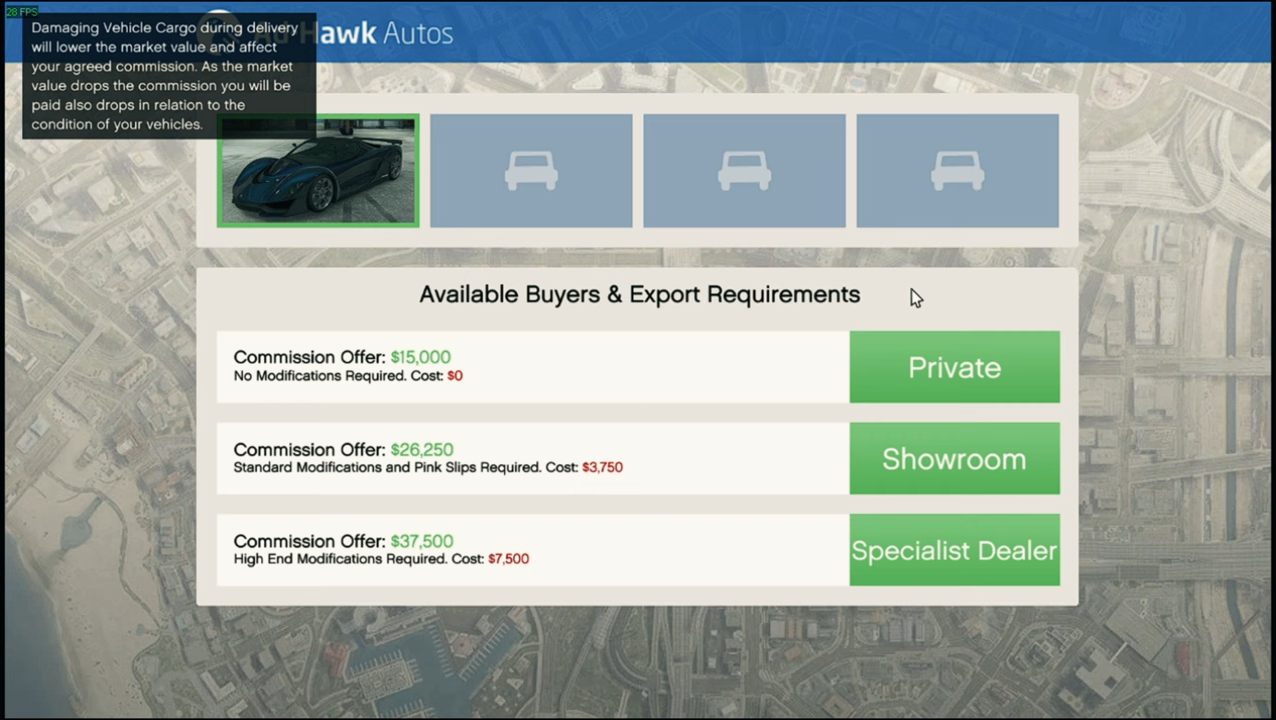 28 FPS
Damaging Vehicle Cargo during delivery
will lower the market value and affect
your agreed commission. As the market
value drops the commission you will be
paid also drops in relation to the
condition of your vehicles.
Hawk Autos
Available Buyers & Export Requirements
Commission Offer: $15,000
No Modifications Required. Cost: $0
Private
Commission Offer: $26,250
Standard Modifications and Pink Slips Required. Cost: $3,750
Showroom
Commission Offer: $37,500
High End Modifications Required. Cost: $7,500
Specialist Dealer